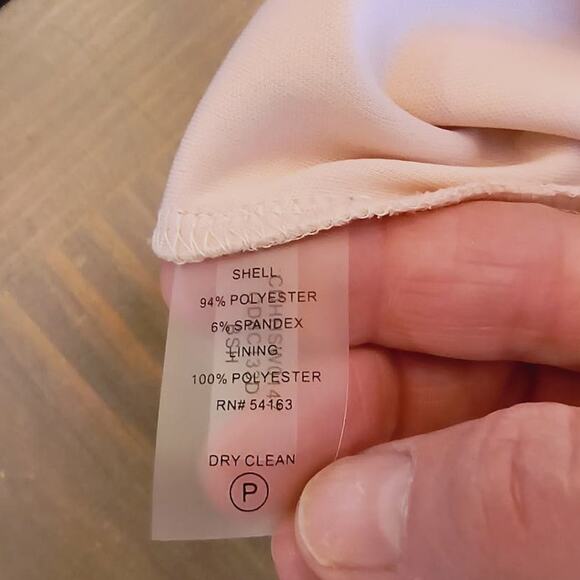 SHELL
94% POLYESTER
6% SPANDEX
LINING:
100% POLYESTER
RN# 54163
DRY CLEAN
P